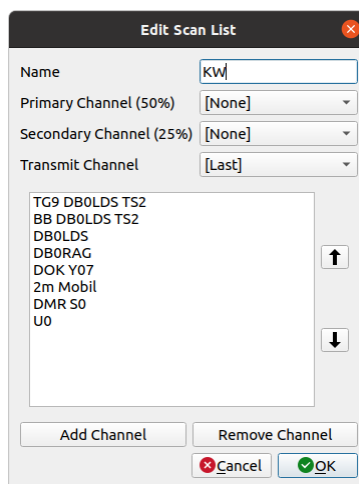 Edit Scan List
Name KW
Primary Channel (50%) [None]
Secondary Channel (25%) [None]
Transmit Channel [Last]
TG9 DB0LDS TS2
BB DB0LDS TS2
DB0LDS
DB0RAG
DOK Y07
2m Mobil
DMR S0
U0
Add Channel Remove Channel
Cancel OK